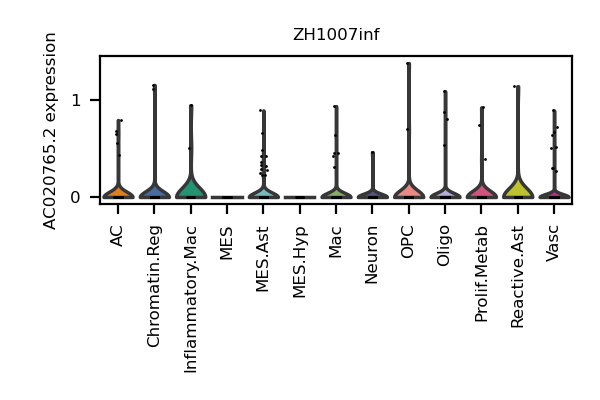 ZH1007inf
AC020765.2 expression
1
0
AC
Chromatin.Reg
Inflammatory.Mac
MES
MES.Ast
MES.Hyp
Mac
Neuron
OPC
Oligo
Prolif.Metab
Reactive.Ast
Vasc